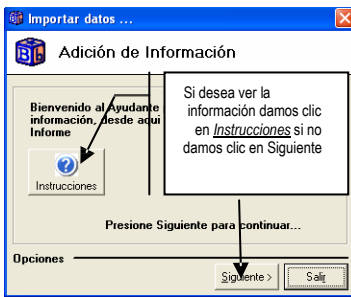 Importar datos ...
Adición de Información
Bienvenido al Ayudante
información, desde aqui
Informe
Si desea ver la
información damos clic
en Instrucciones si no
damos clic en Siguiente
Instrucciones
Presione Siguiente para continuar...
Opciones
Siguiente >
Salir